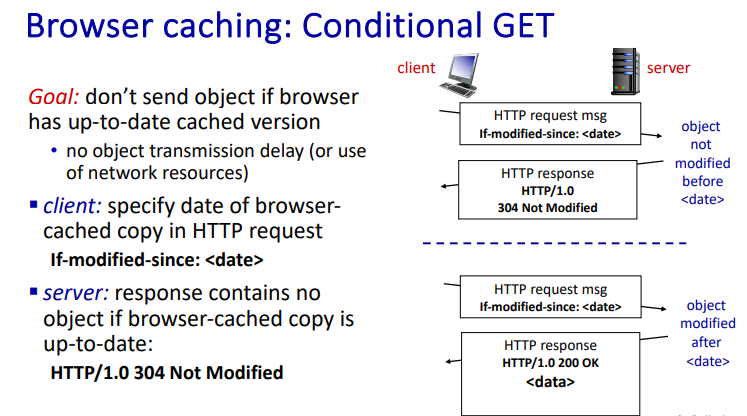 Browser caching: Conditional GET
Goal: don't send object if browser
has up-to-date cached version
• no object transmission delay (or use
of network resources)
▪ client: specify date of browser-
cached copy in HTTP request
If-modified-since: <date>
▪ server: response contains no
object if browser-cached copy is
up-to-date:
HTTP/1.0 304 Not Modified
client
server
HTTP request msg
If-modified-since: <date>
object
not
modified
before
<date>
HTTP response
HTTP/1.0
304 Not Modified
HTTP request msg
If-modified-since: <date>
object
modified
after
<date>
HTTP response
HTTP/1.0 200 OK
<data>